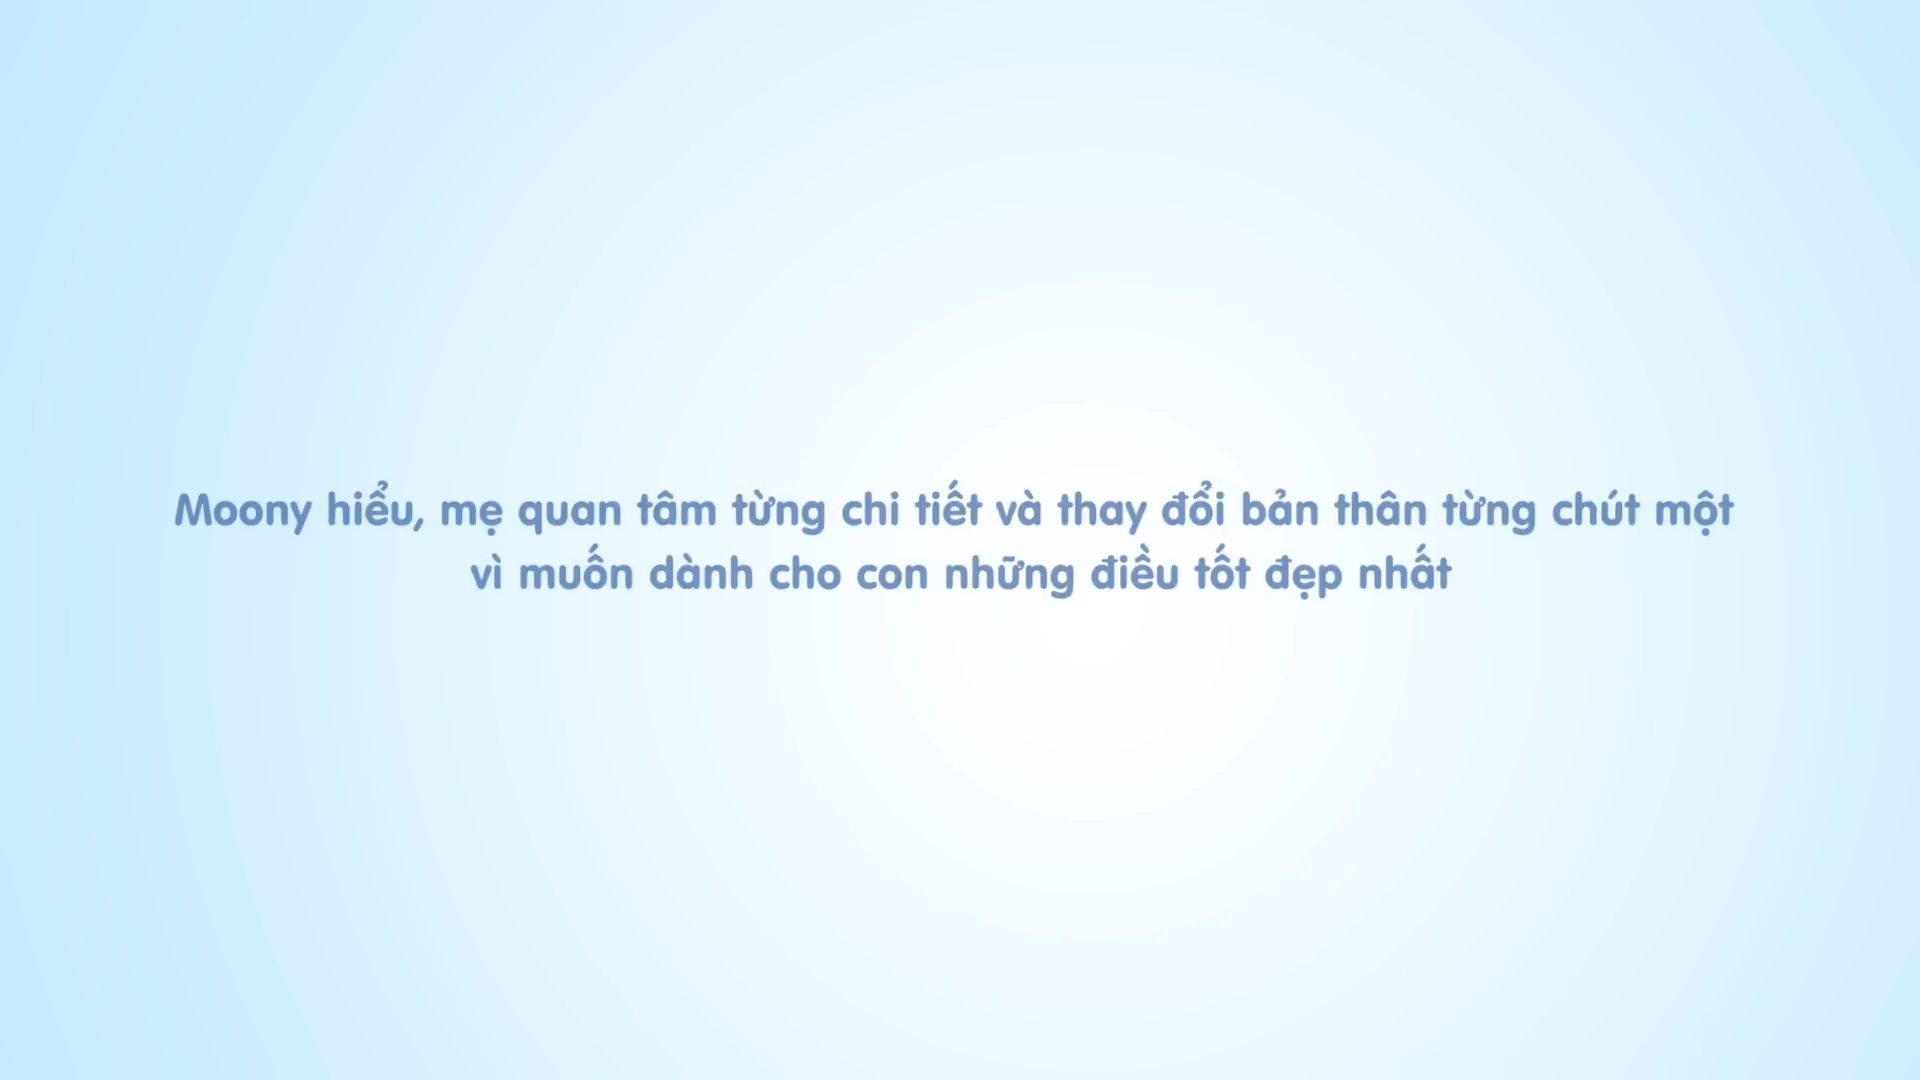 Moony hiểu, mẹ quan tâm từng chi tiết và thay đổi bản thân từng chút một
vì muốn dành cho con những điều tốt đẹp nhất